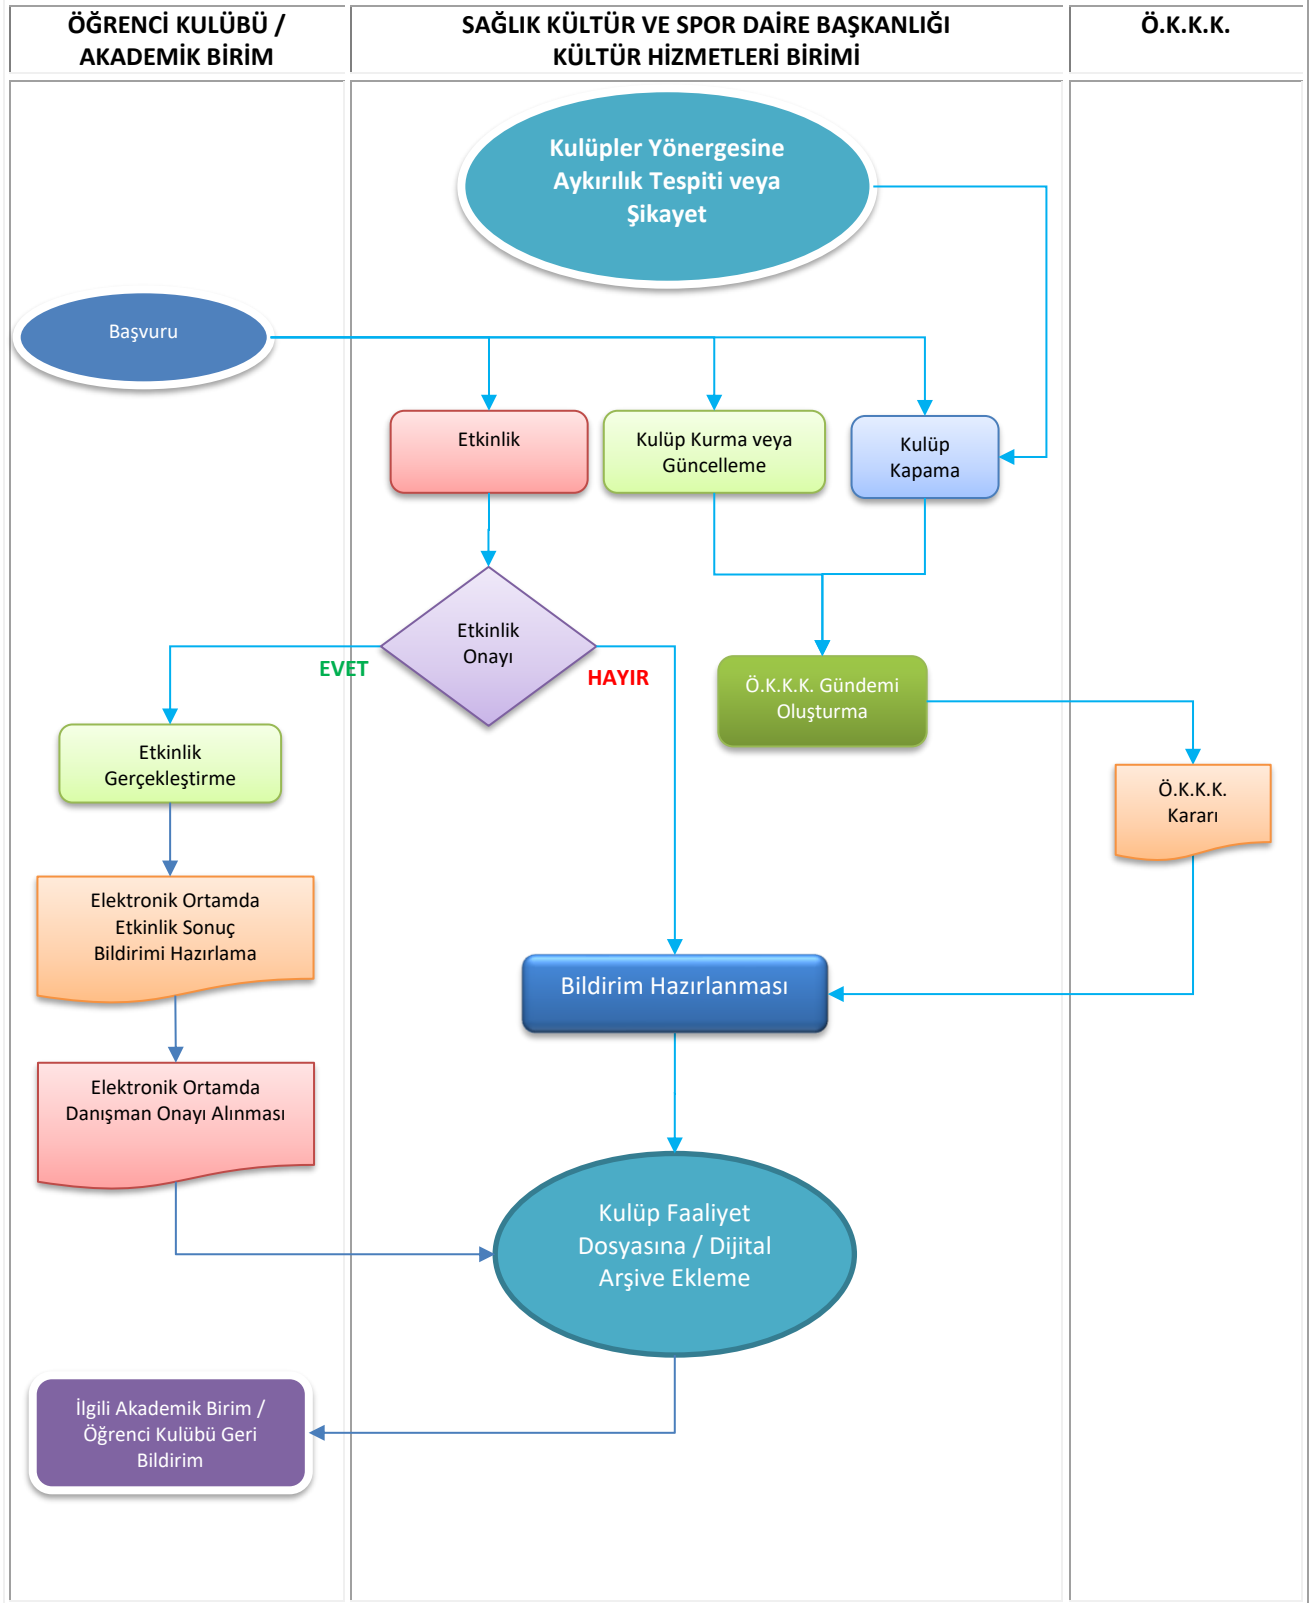 ÖĞRENCİ KULÜBÜ /
AKADEMİK BİRİM
SAĞLIK KÜLTÜR VE SPOR DAİRE BAŞKANLIĞI
KÜLTÜR HİZMETLERİ BİRİMİ
Ö.K.K.K.
Kulüpler Yönergesine
Aykırılık Tespiti veya
Şikayet
Başvuru
Etkinlik
Kulüp Kurma veya
Güncelleme
Kulüp
Kapama
Etkinlik
Onayı
EVET
HAYIR
Ö.K.K.K. Gündemi
Oluşturma
Etkinlik
Gerçekleştirme
Ö.K.K.K.
Kararı
Elektronik Ortamda
Etkinlik Sonuç
Bildirimi Hazırlama
Bildirim Hazırlanması
Elektronik Ortamda
Danışman Onayı Alınması
Kulüp Faaliyet
Dosyasına / Dijital
Arşive Ekleme
İlgili Akademik Birim /
Öğrenci Kulübü Geri
Bildirim